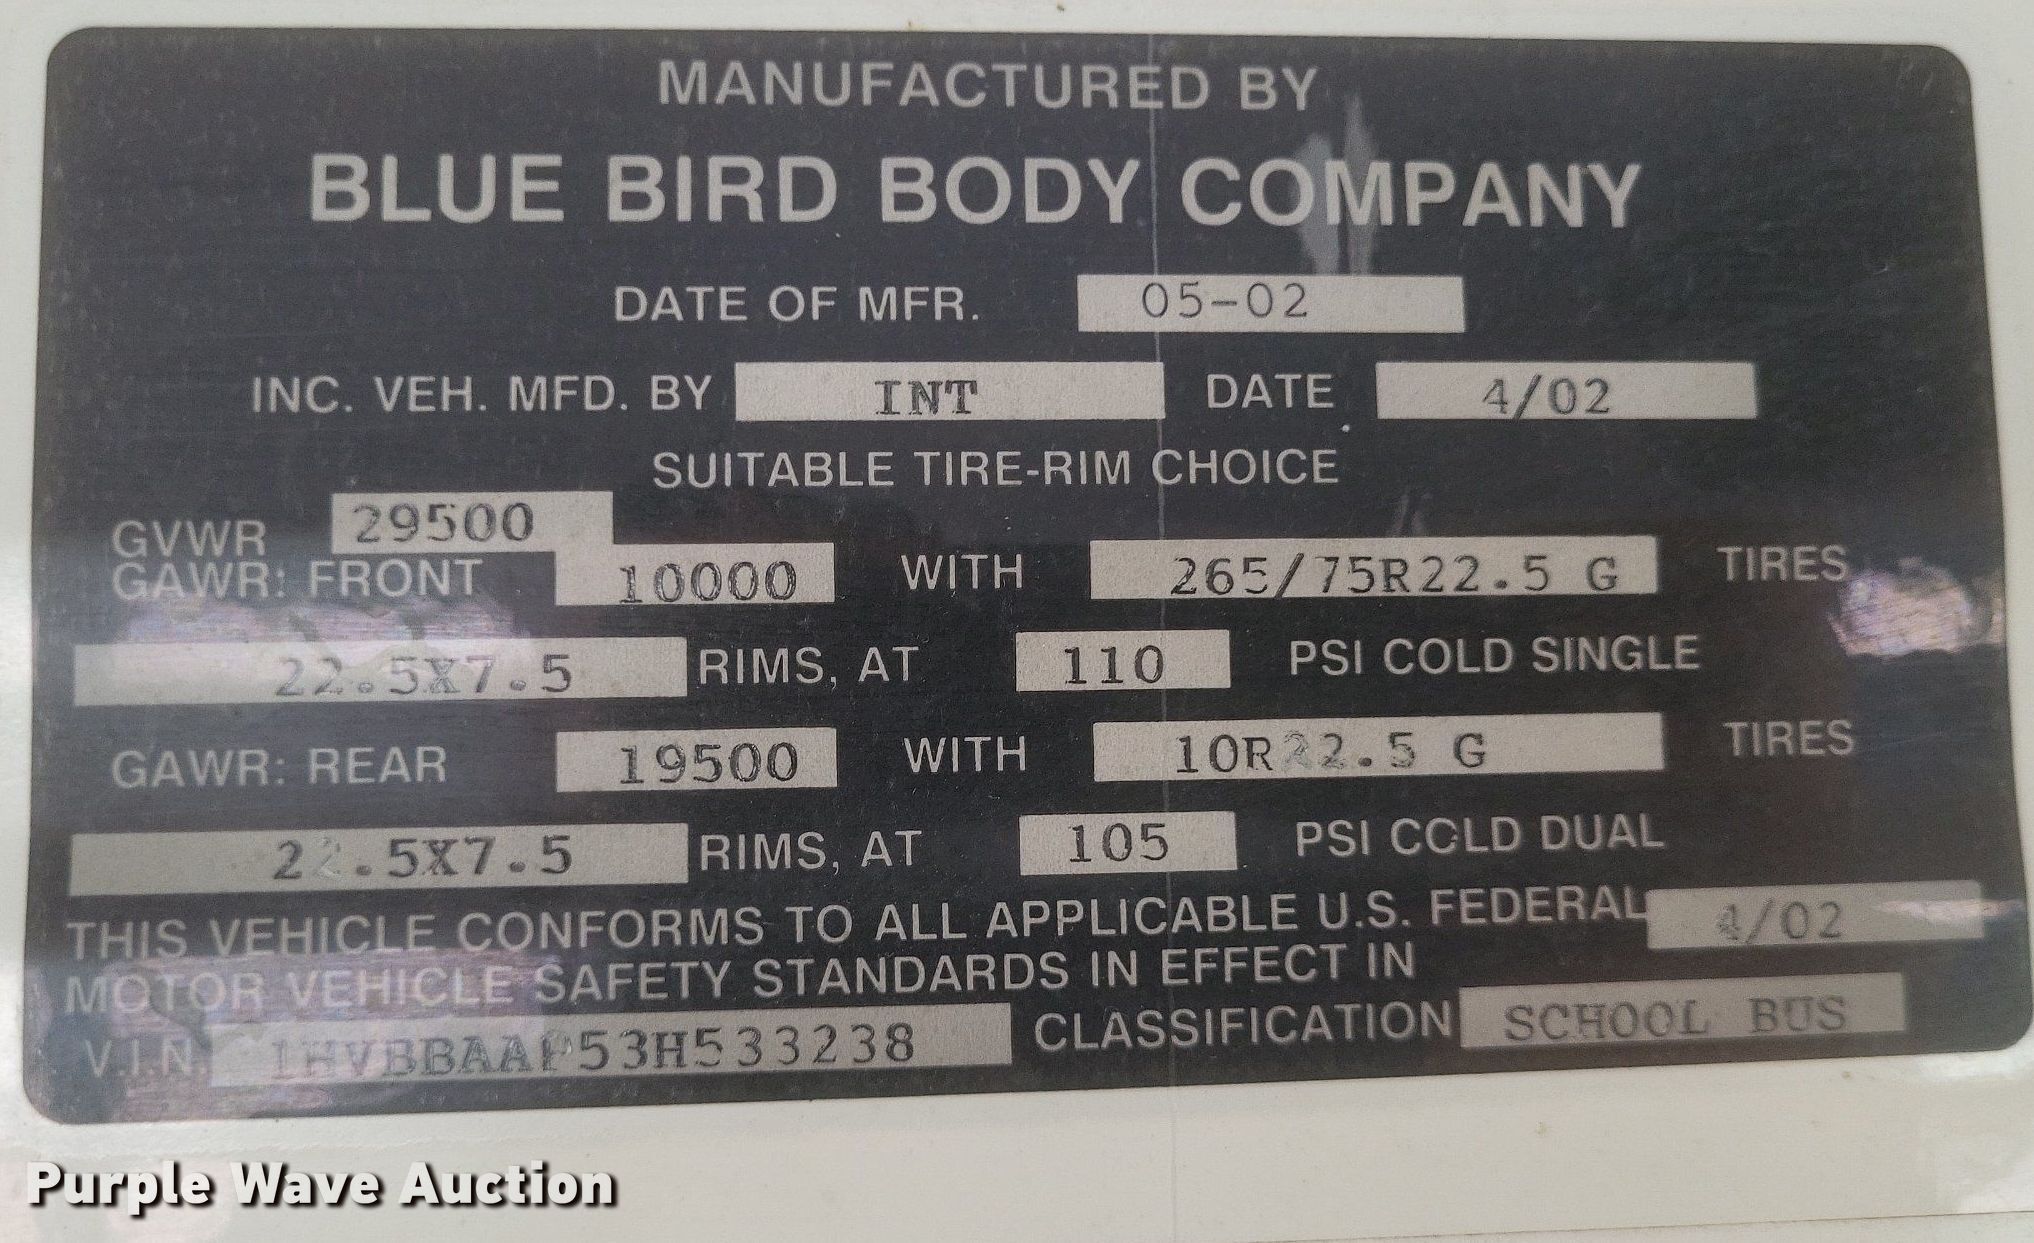 MANUFACTURED BY
BLUE BIRD BODY COMPANY
DATE OF MFR. 05-02
INC. VEH. MFD. BY INT DATE 4/02
SUITABLE TIRE-RIM CHOICE
GVWR 29500
GAWR: FRONT 10000 WITH 265/75R22.5 G TIRES
22.5X7.5 RIMS, AT 110 PSI COLD SINGLE
GAWR: REAR 19500 WITH 10R22.5 G TIRES
22.5X7.5 RIMS, AT 105 PSI COLD DUAL
THIS VEHICLE CONFORMS TO ALL APPLICABLE U.S. FEDERAL 4/02
MOTOR VEHICLE SAFETY STANDARDS IN EFFECT IN
V.I.N. 1HVBBAAP53H533238 CLASSIFICATION SCHOOL BUS
Purple Wave Auction